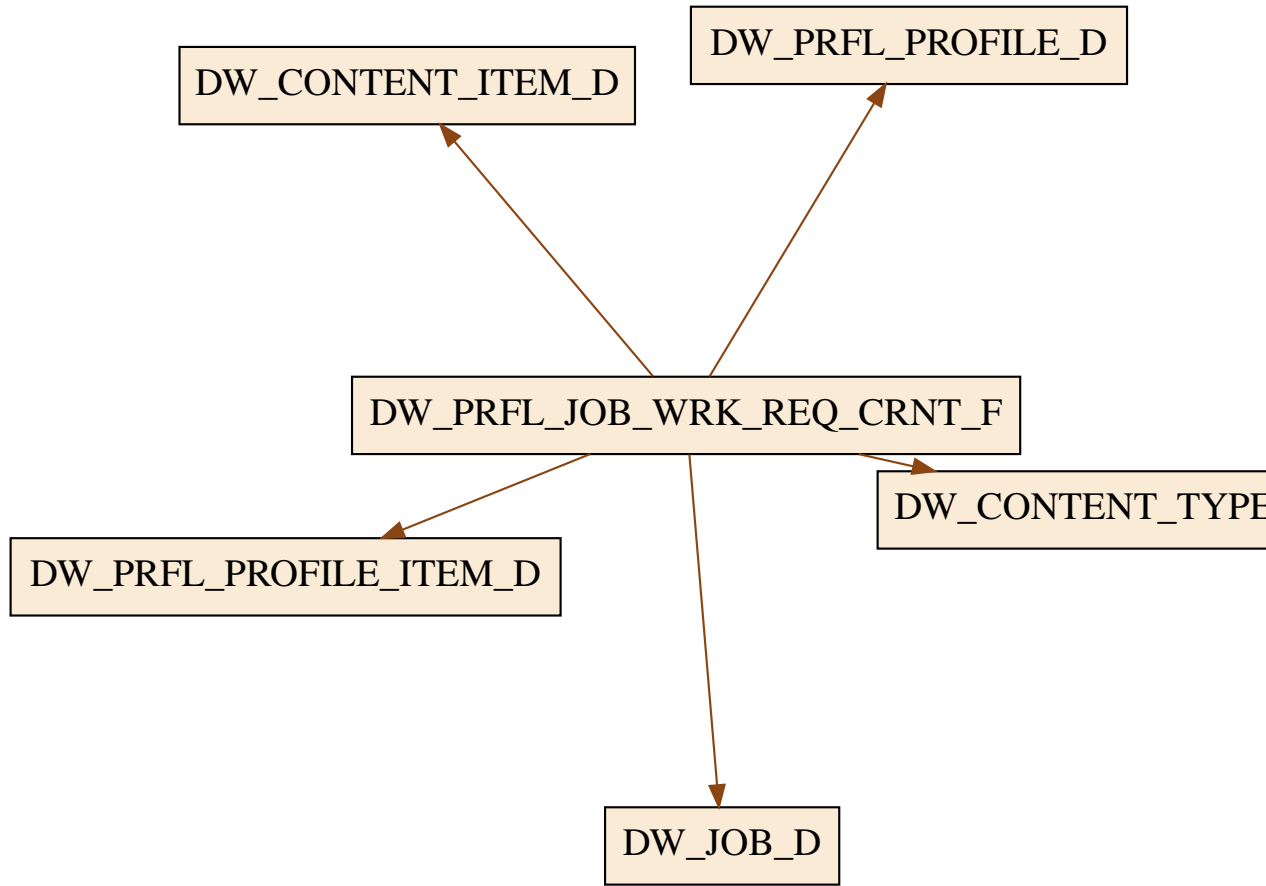 DW_PRFL_PROFILE_D
DW_CONTENT_ITEM_D
DW_PRFL_JOB_WRK_REQ_CRNT_F
DW_CONTENT_TYPE
DW_PRFL_PROFILE_ITEM_D
DW_JOB_D